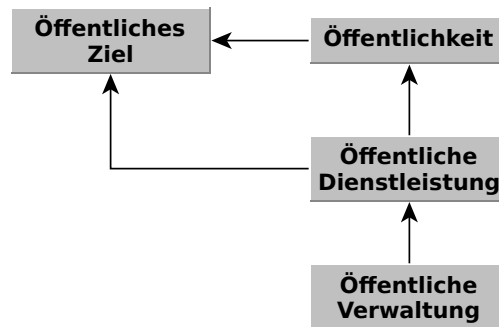 Öffentliches
Ziel
Öffentlichkeit
Öffentliche
Dienstleistung
Öffentliche
Verwaltung